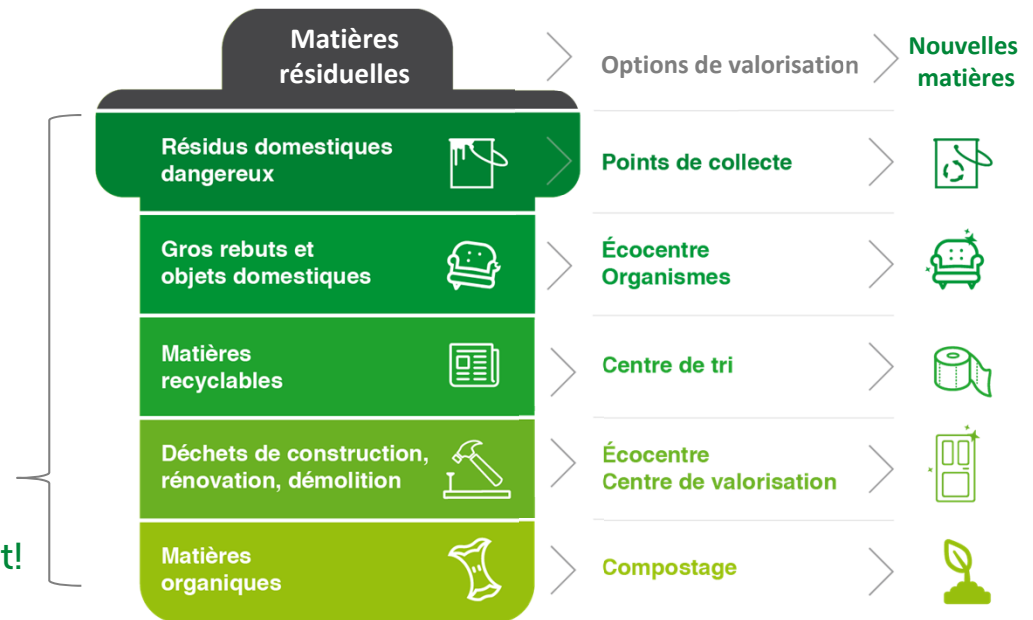 Matières
résiduelles
Options de valorisation
Nouvelles
matières
Résidus domestiques
dangereux
Points de collecte
Gros rebuts et
objets domestiques
Écocentre
Organismes
Matières
recyclables
Centre de tri
Déchets de construction,
rénovation, démolition
Écocentre
Centre de valorisation
t!
Matières
organiques
Compostage